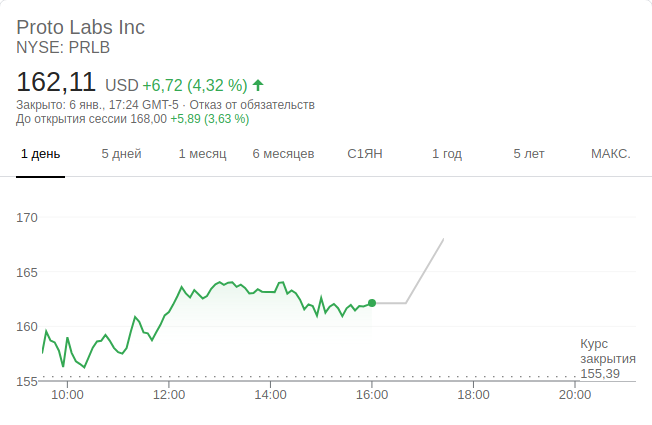 Proto Labs Inc
NYSE: PRLB
162,11 USD +6,72 (4,32 %)
Закрыто: 6 янв., 17:24 GMT-5 · Отказ от обязательств
До открытия сессии 168,00 +5,89 (3,63 %)
1 день 5 дней 1 месяц 6 месяцев С1ЯН 1 год 5 лет МАКС.
170
165
160
Курс
закрытия
155,39
155
10:00 12:00 14:00 16:00 18:00 20:00